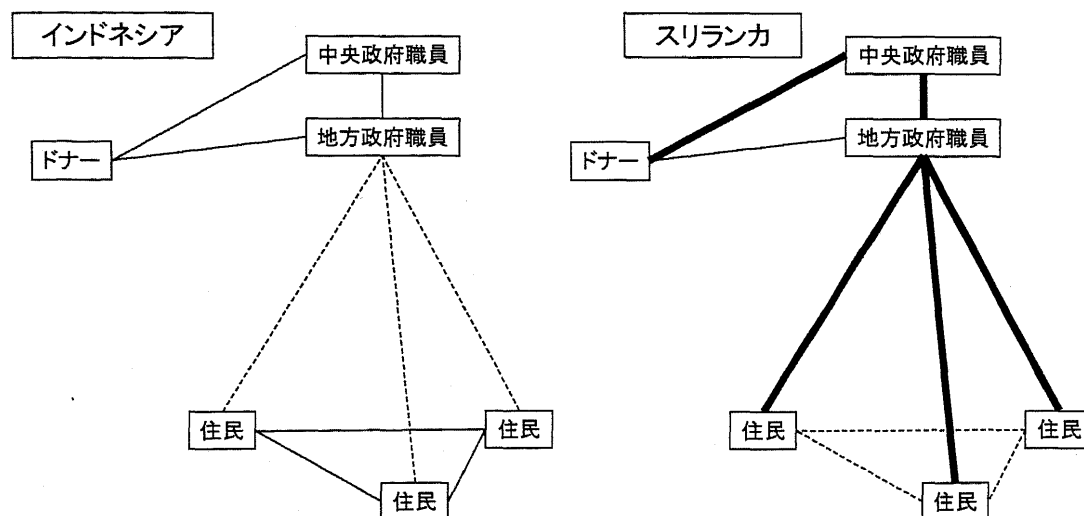 インドネシア
中央政府職員
地方政府職員
ドナー
住民
住民
住民
スリランカ
中央政府職員
地方政府職員
ドナー
住民
住民
住民